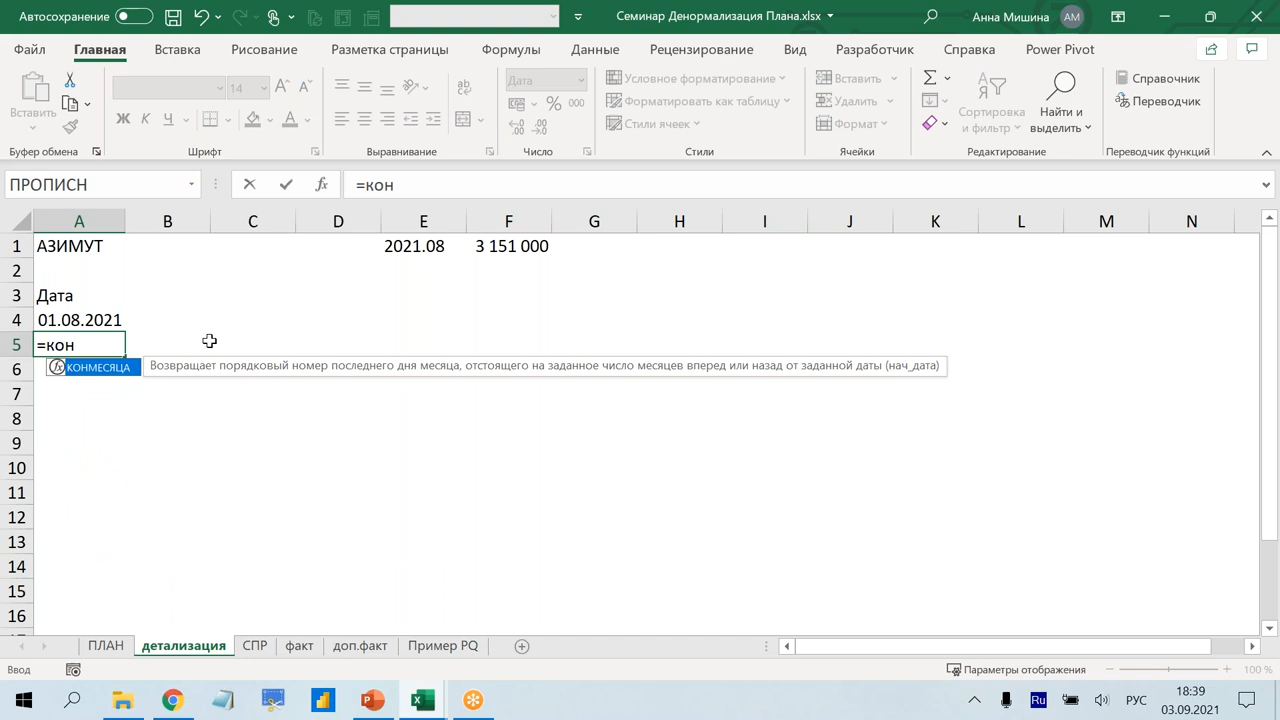 Автосохранение
Семинар Денормализация Плана.xlsx
Анна Мишина
АМ
Файл Главная Вставка Рисование Разметка страницы Формулы Данные Рецензирование Вид Разработчик Справка Power Pivot
Вставить
Буфер обмена
14
Ж К Ч
Шрифт
Выравнивание
Дата
% 000
Число
Условное форматирование
Форматировать как таблицу
Стили ячеек
Стили
Вставить
Удалить
Формат
Ячейки
Сортировка
и фильтр
Найти и
выделить
Редактирование
Справочник
Переводчик
Переводчик функций
ПРОПИСН
fx
=кон
A B C D E F G H I J K L M N
1 АЗИМУТ 2021.08 3 151 000
2
3 Дата
4 01.08.2021
5 =кон
6 КОНМЕСЯЦА Возвращает порядковый номер последнего дня месяца, отстоящего на заданное число месяцев вперед или назад от заданной даты (нач_дата)
7
8
9
10
11
12
13
14
15
16
ПЛАН детализация СПР факт доп.факт Пример PQ
Ввод
Параметры отображения
100 %
Ru
РУС
18:39
03.09.2021